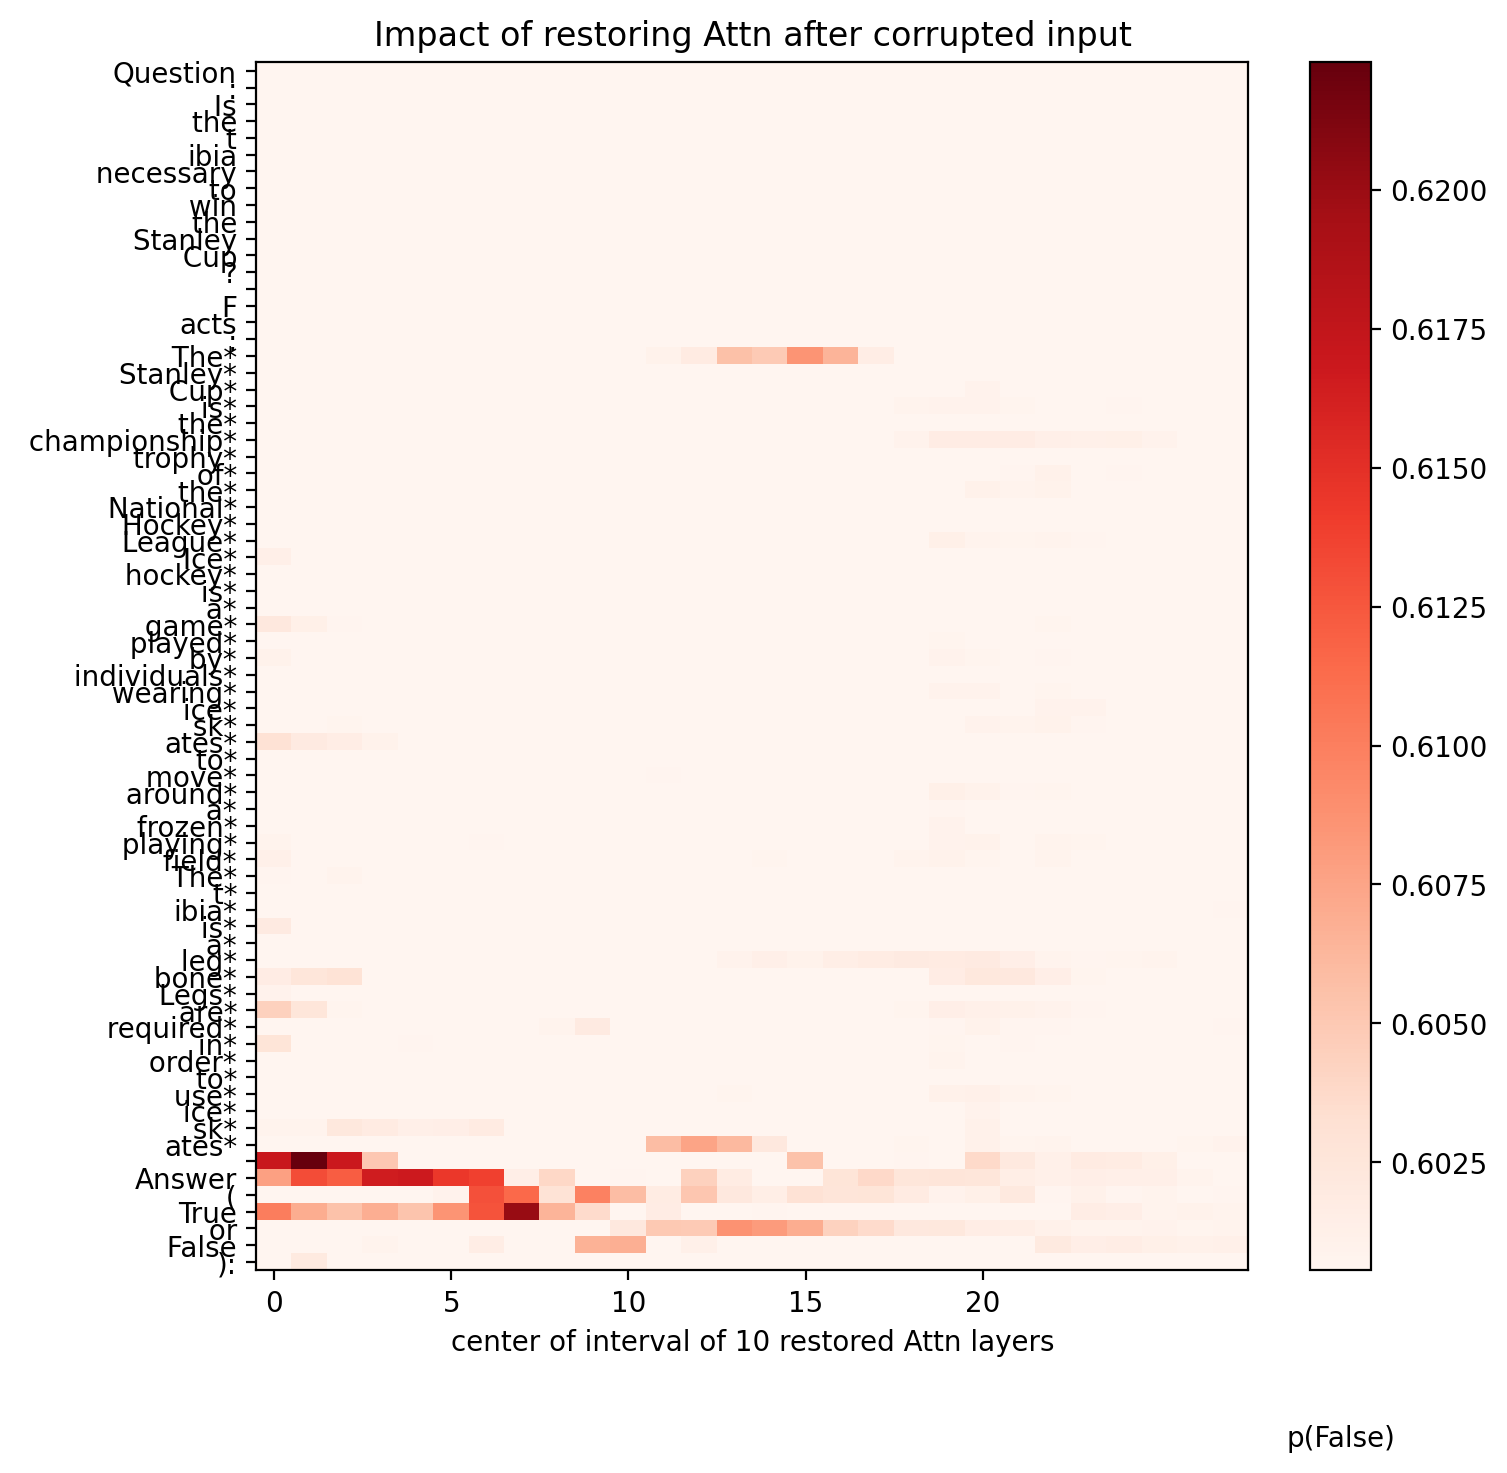 Impact of restoring Attn after corrupted input
Question
:
Is
the
t
ibia
necessary
to
win
the
Stanley
Cup
?
F
acts
:
The*
Stanley*
Cup*
is*
the*
championship*
trophy*
of*
the*
National*
Hockey*
League*
Ice*
hockey*
is*
a*
game*
played*
by*
individuals*
wearing*
ice*
sk*
ates*
to*
move*
around*
a*
frozen*
playing*
field*
The*
t*
ibia*
is*
a*
leg*
bone*
Legs*
are*
required*
in*
order*
to*
use*
ice*
sk*
ates*
Answer
(
True
or
False
):
0 5 10 15 20
center of interval of 10 restored Attn layers
0.6200
0.6175
0.6150
0.6125
0.6100
0.6075
0.6050
0.6025
p(False)